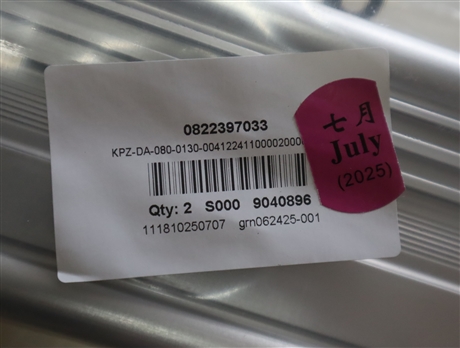 0822397033
KPZ-DA-080-0130-00412241100002000
Qty: 2 S000 9040896
111810250707 grn062425-001
七月
July
(2025)